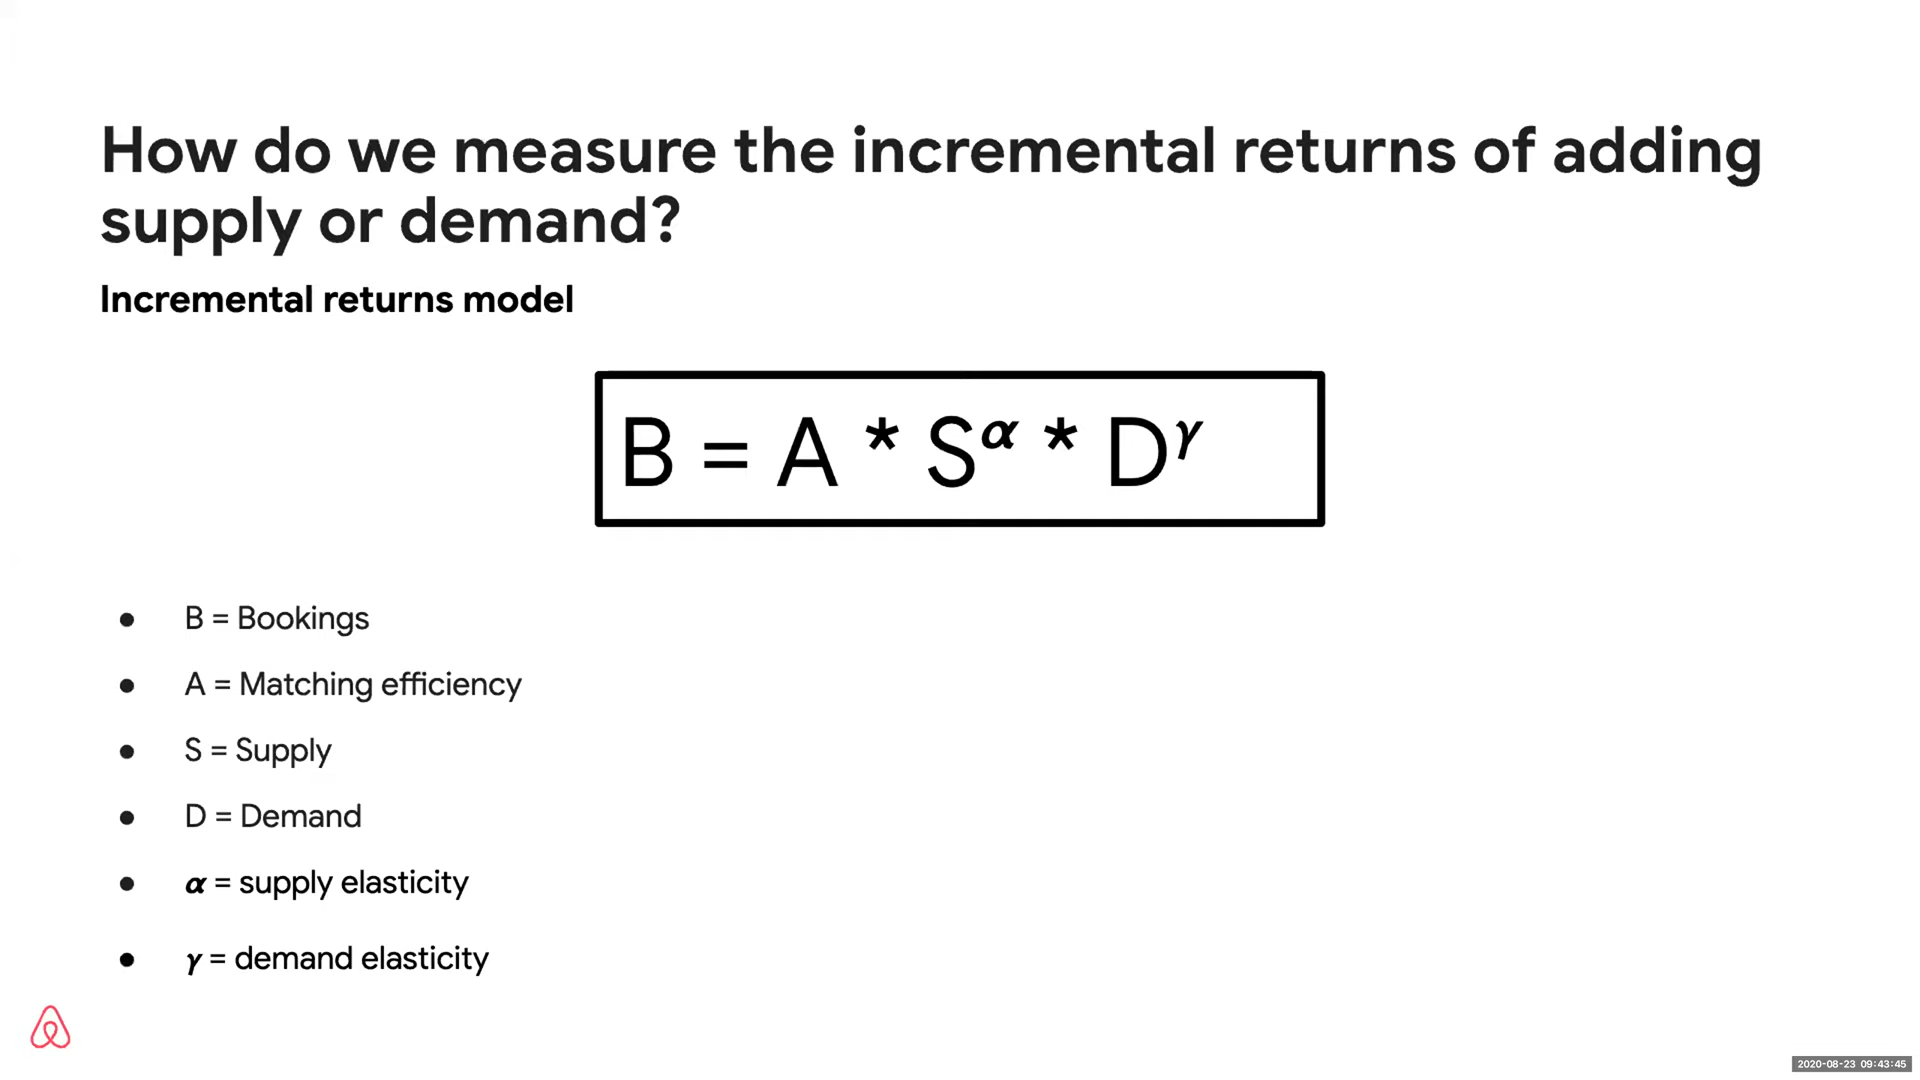 How do we measure the incremental returns of adding
supply or demand?
Incremental returns model
B = A * S^α * D^γ
● B = Bookings
● A = Matching efficiency
● S = Supply
● D = Demand
● α = supply elasticity
● γ = demand elasticity
2020-08-23 09:43:45